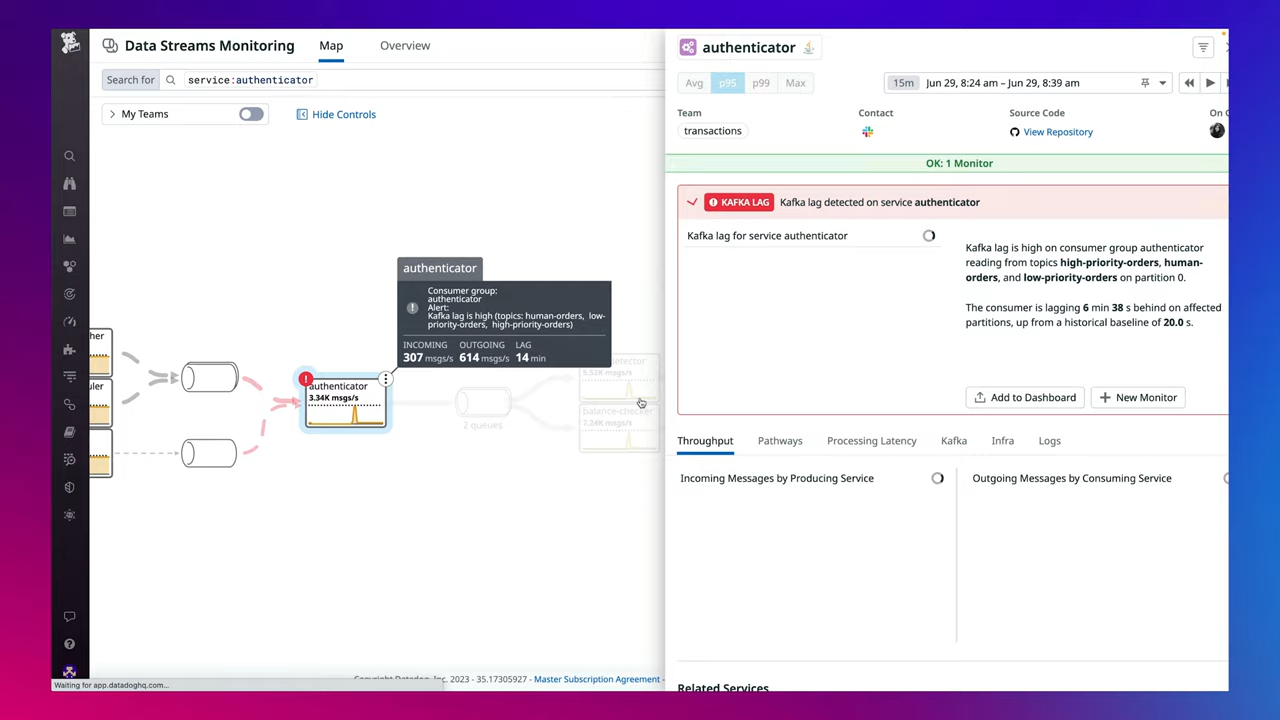 Data Streams Monitoring
Map
Overview
Search for
service:authenticator
My Teams
Hide Controls
authenticator
Consumer group:
authenticator
Alert:
Kafka lag is high (topics: human-orders, low-
priority-orders, high-priority-orders)
INCOMING OUTGOING LAG
307 msgs/s 614 msgs/s 14 min
authenticator
3.34K msgs/s
2 queues
balance-checker
7.24K msgs/s
Master Subscription Agreement -
Waiting for app.datadoghq.com...
authenticator
Avg p95 p99 Max
15m Jun 29, 8:24 am – Jun 29, 8:39 am
Team
transactions
Contact
Source Code
View Repository
OK: 1 Monitor
KAFKA LAG Kafka lag detected on service authenticator
Kafka lag for service authenticator
Kafka lag is high on consumer group authenticator
reading from topics high-priority-orders, human-
orders, and low-priority-orders on partition 0.
The consumer is lagging 6 min 38 s behind on affected
partitions, up from a historical baseline of 20.0 s.
Add to Dashboard
New Monitor
Throughput Pathways Processing Latency Kafka Infra Logs
Incoming Messages by Producing Service
Outgoing Messages by Consuming Service
Related Services